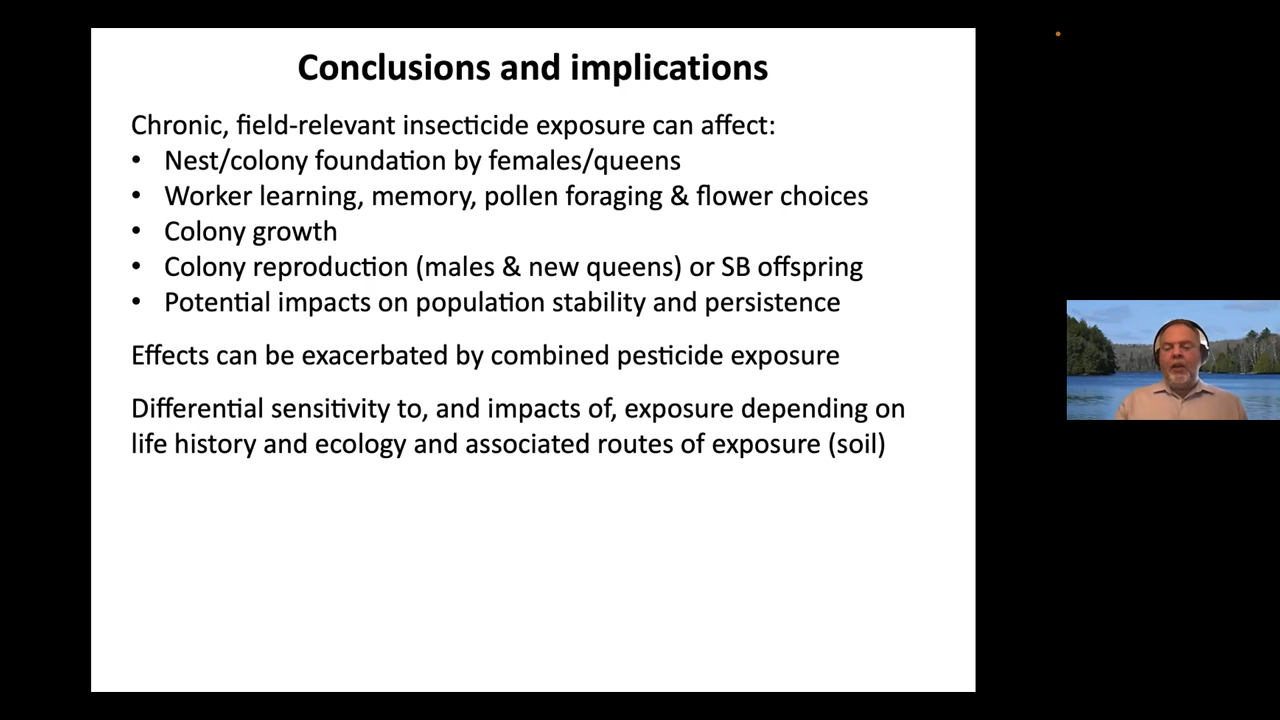 Conclusions and implications
Chronic, field-relevant insecticide exposure can affect:
• Nest/colony foundation by females/queens
• Worker learning, memory, pollen foraging & flower choices
• Colony growth
• Colony reproduction (males & new queens) or SB offspring
• Potential impacts on population stability and persistence
Effects can be exacerbated by combined pesticide exposure
Differential sensitivity to, and impacts of, exposure depending on
life history and ecology and associated routes of exposure (soil)